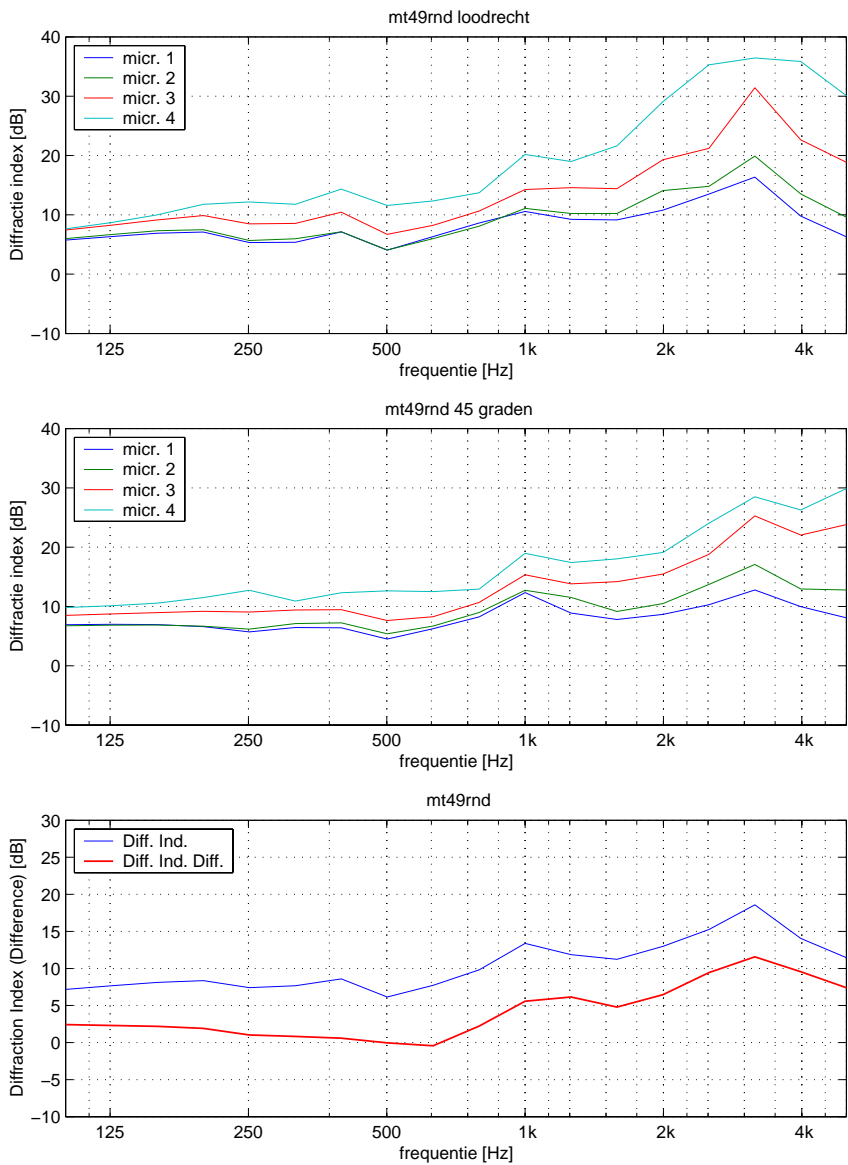 mt49rnd loodrecht
40
30
20
10
0
−10
Diffractie index [dB]
micr. 1
micr. 2
micr. 3
micr. 4
125 250 500 1k 2k 4k
frequentie [Hz]
mt49rnd 45 graden
40
30
20
10
0
−10
Diffractie index [dB]
micr. 1
micr. 2
micr. 3
micr. 4
125 250 500 1k 2k 4k
frequentie [Hz]
mt49rnd
30
25
20
15
10
5
0
−5
−10
Diffraction Index (Difference) [dB]
Diff. Ind.
Diff. Ind. Diff.
125 250 500 1k 2k 4k
frequentie [Hz]